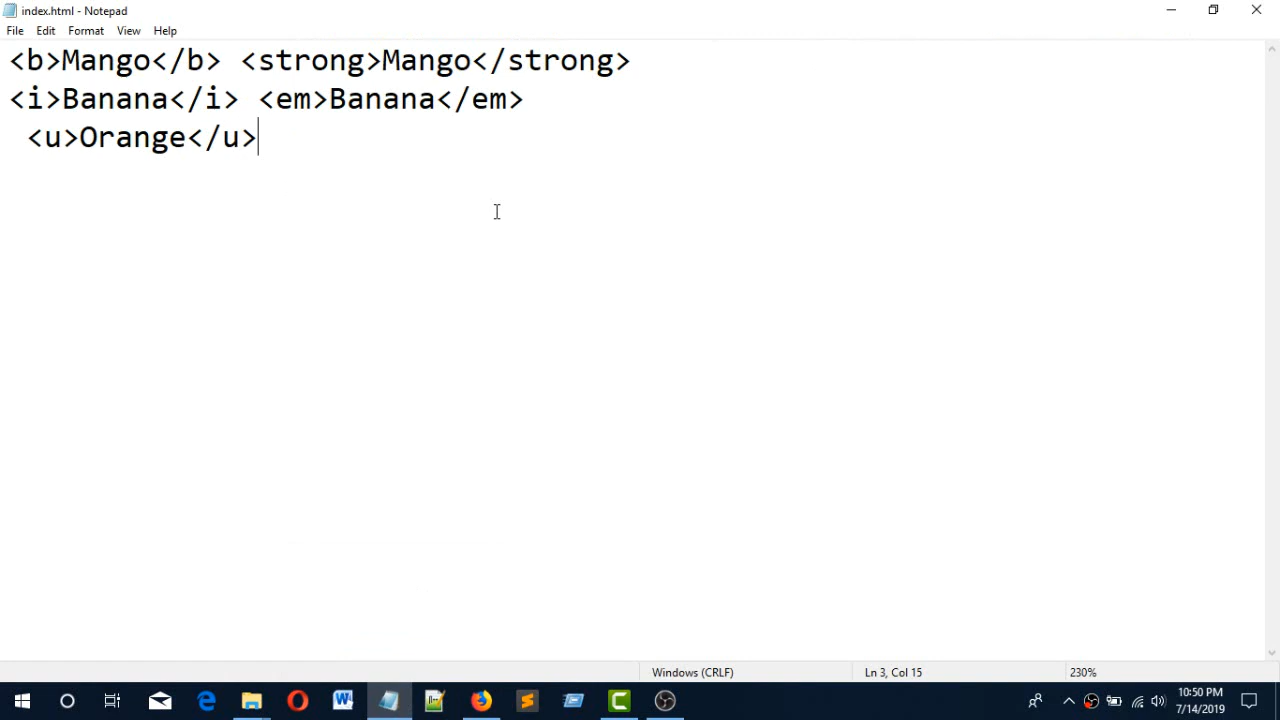 index.html - Notepad
File Edit Format View Help
<b>Mango</b> <strong>Mango</strong>
<i>Banana</i> <em>Banana</em>
<u>Orange</u>
Windows (CRLF) Ln 3, Col 15 230%
10:50 PM
7/14/2019